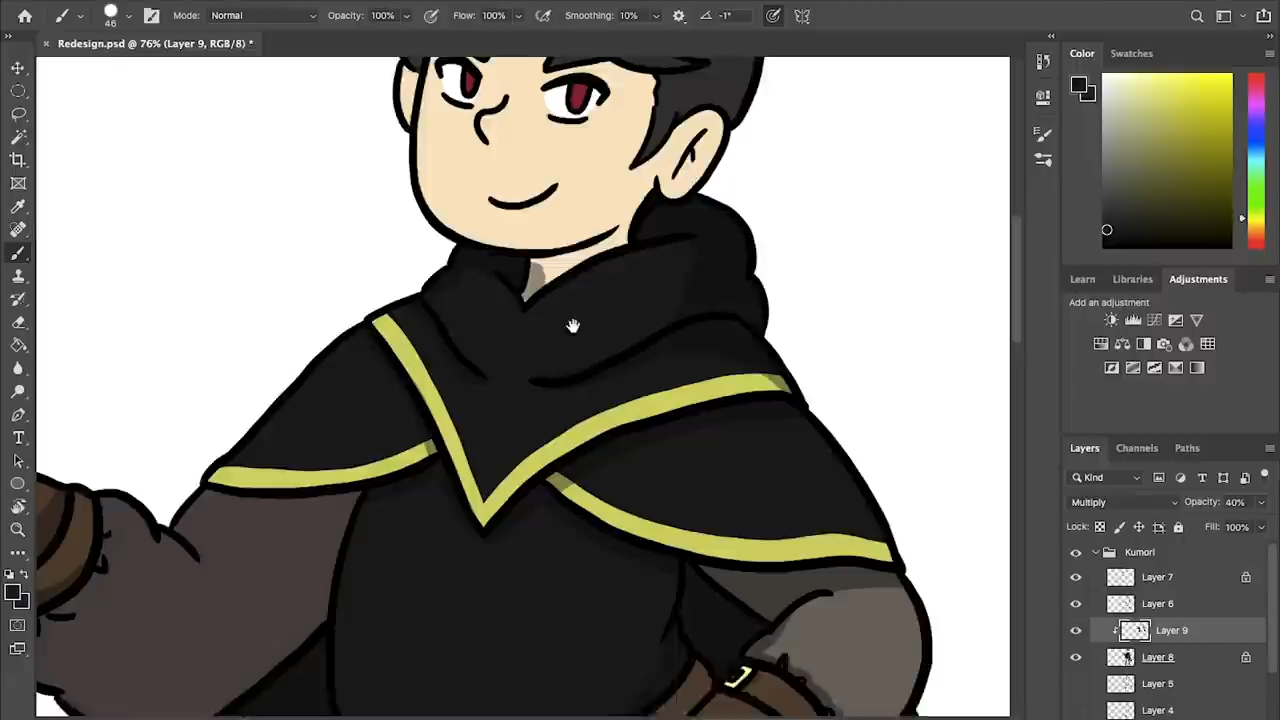 46 Mode: Normal Opacity: 100% Flow: 100% Smoothing: 10% -1°
× Redesign.psd @ 76% (Layer 9, RGB/8) *
Color Swatches
Learn Libraries Adjustments
Add an adjustment
Layers Channels Paths
Kind
Multiply Opacity: 40%
Lock: Fill: 100%
Kumori
Layer 7
Layer 6
Layer 9
Layer 8
Layer 5
Layer 4